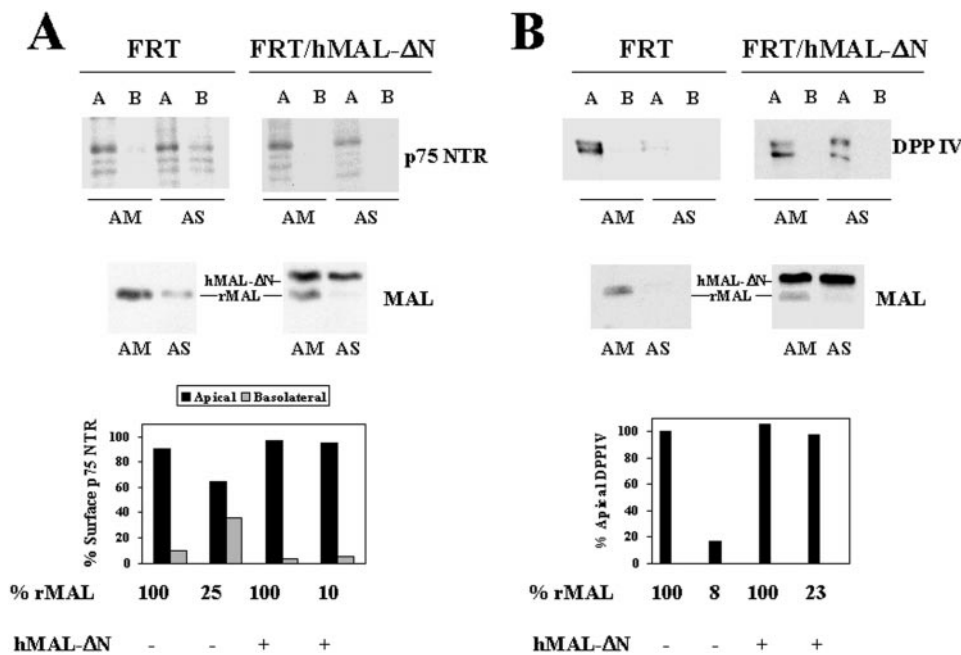 A
FRT
FRT/hMAL-ΔN
A B A B
A B A B
p75 NTR
AM AS
AM AS
hMAL-ΔN
rMAL
MAL
AM AS
AM AS
Apical Basolateral
% Surface p75 NTR
100
80
60
40
20
0
% rMAL 100 25 100 10
hMAL-ΔN - - + +
B
FRT
FRT/hMAL-ΔN
A B A B
A B A B
DPP IV
AM AS
AM AS
hMAL-ΔN
rMAL
MAL
AM AS
AM AS
% Apical DPPIV
100
80
60
40
20
0
% rMAL 100 8 100 23
hMAL-ΔN - - + +